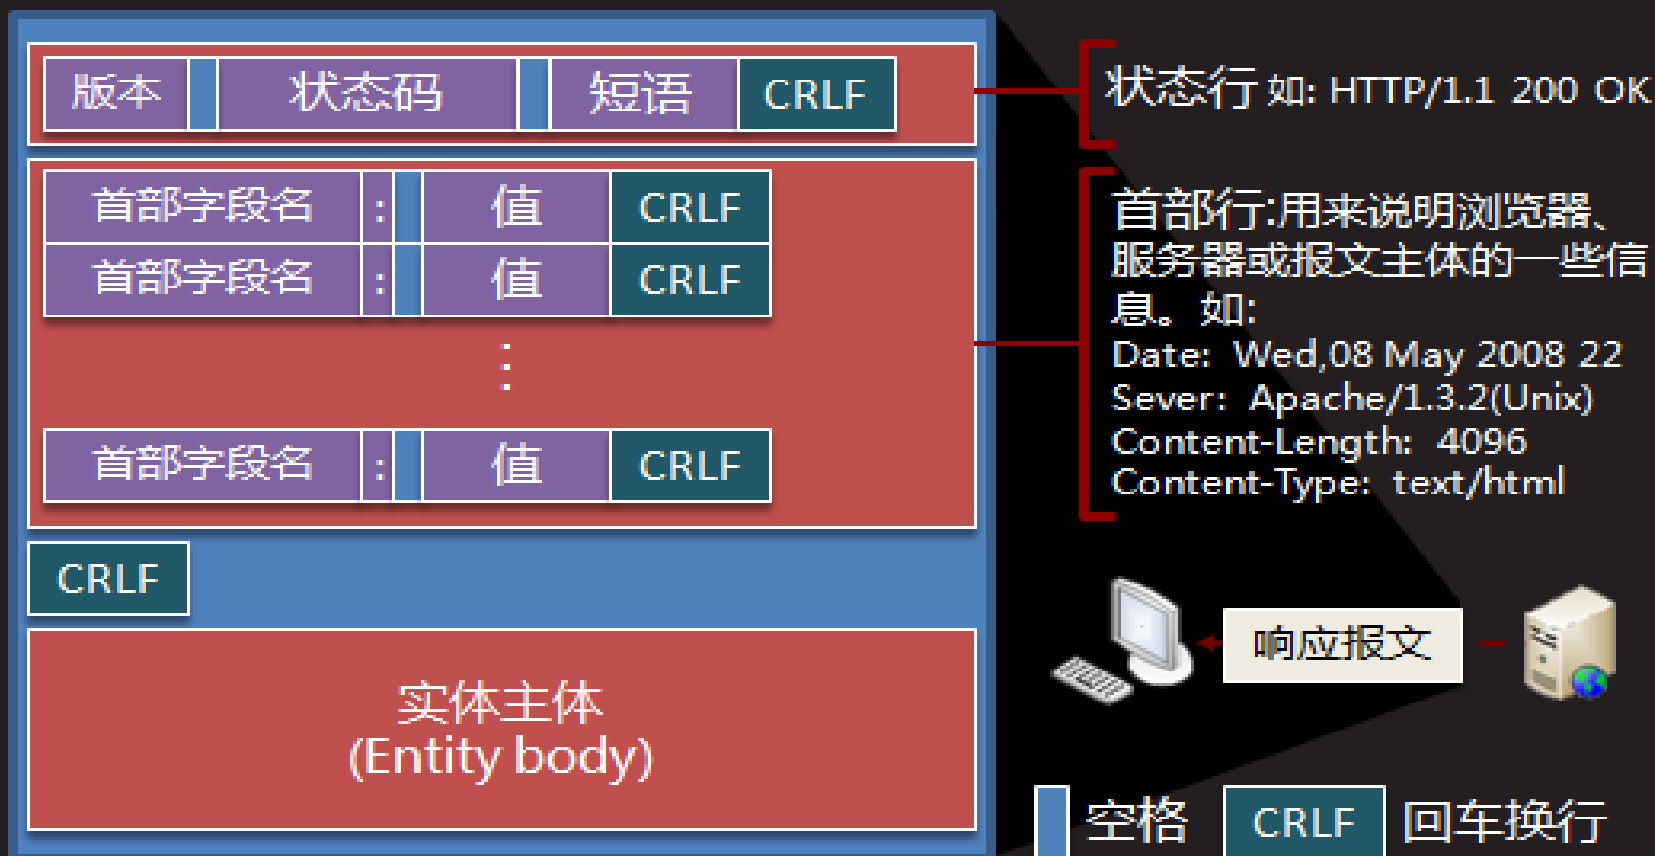 版本 状态码 短语 CRLF
状态行 如: HTTP/1.1 200 OK
首部字段名 : 值 CRLF
首部字段名 : 值 CRLF
⋮
首部字段名 : 值 CRLF
首部行:用来说明浏览器、
服务器或报文主体的一些信
息。如:
Date: Wed,08 May 2008 22
Sever: Apache/1.3.2(Unix)
Content-Length: 4096
Content-Type: text/html
CRLF
响应报文
实体主体
(Entity body)
空格 CRLF 回车换行